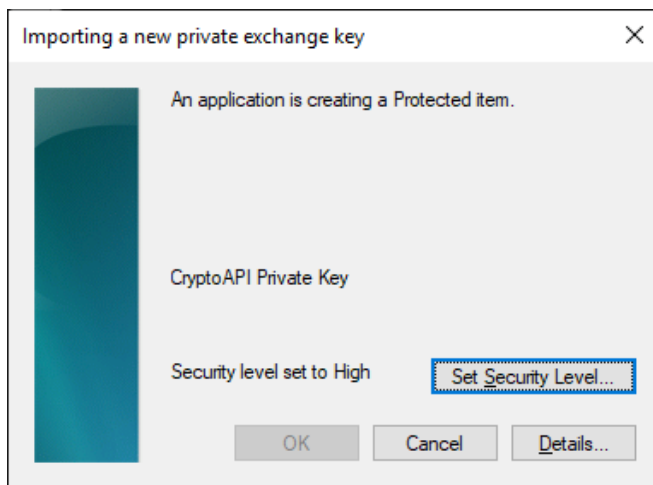 Importing a new private exchange key
An application is creating a Protected item.
CryptoAPI Private Key
Security level set to High
Set Security Level...
OK
Cancel
Details...